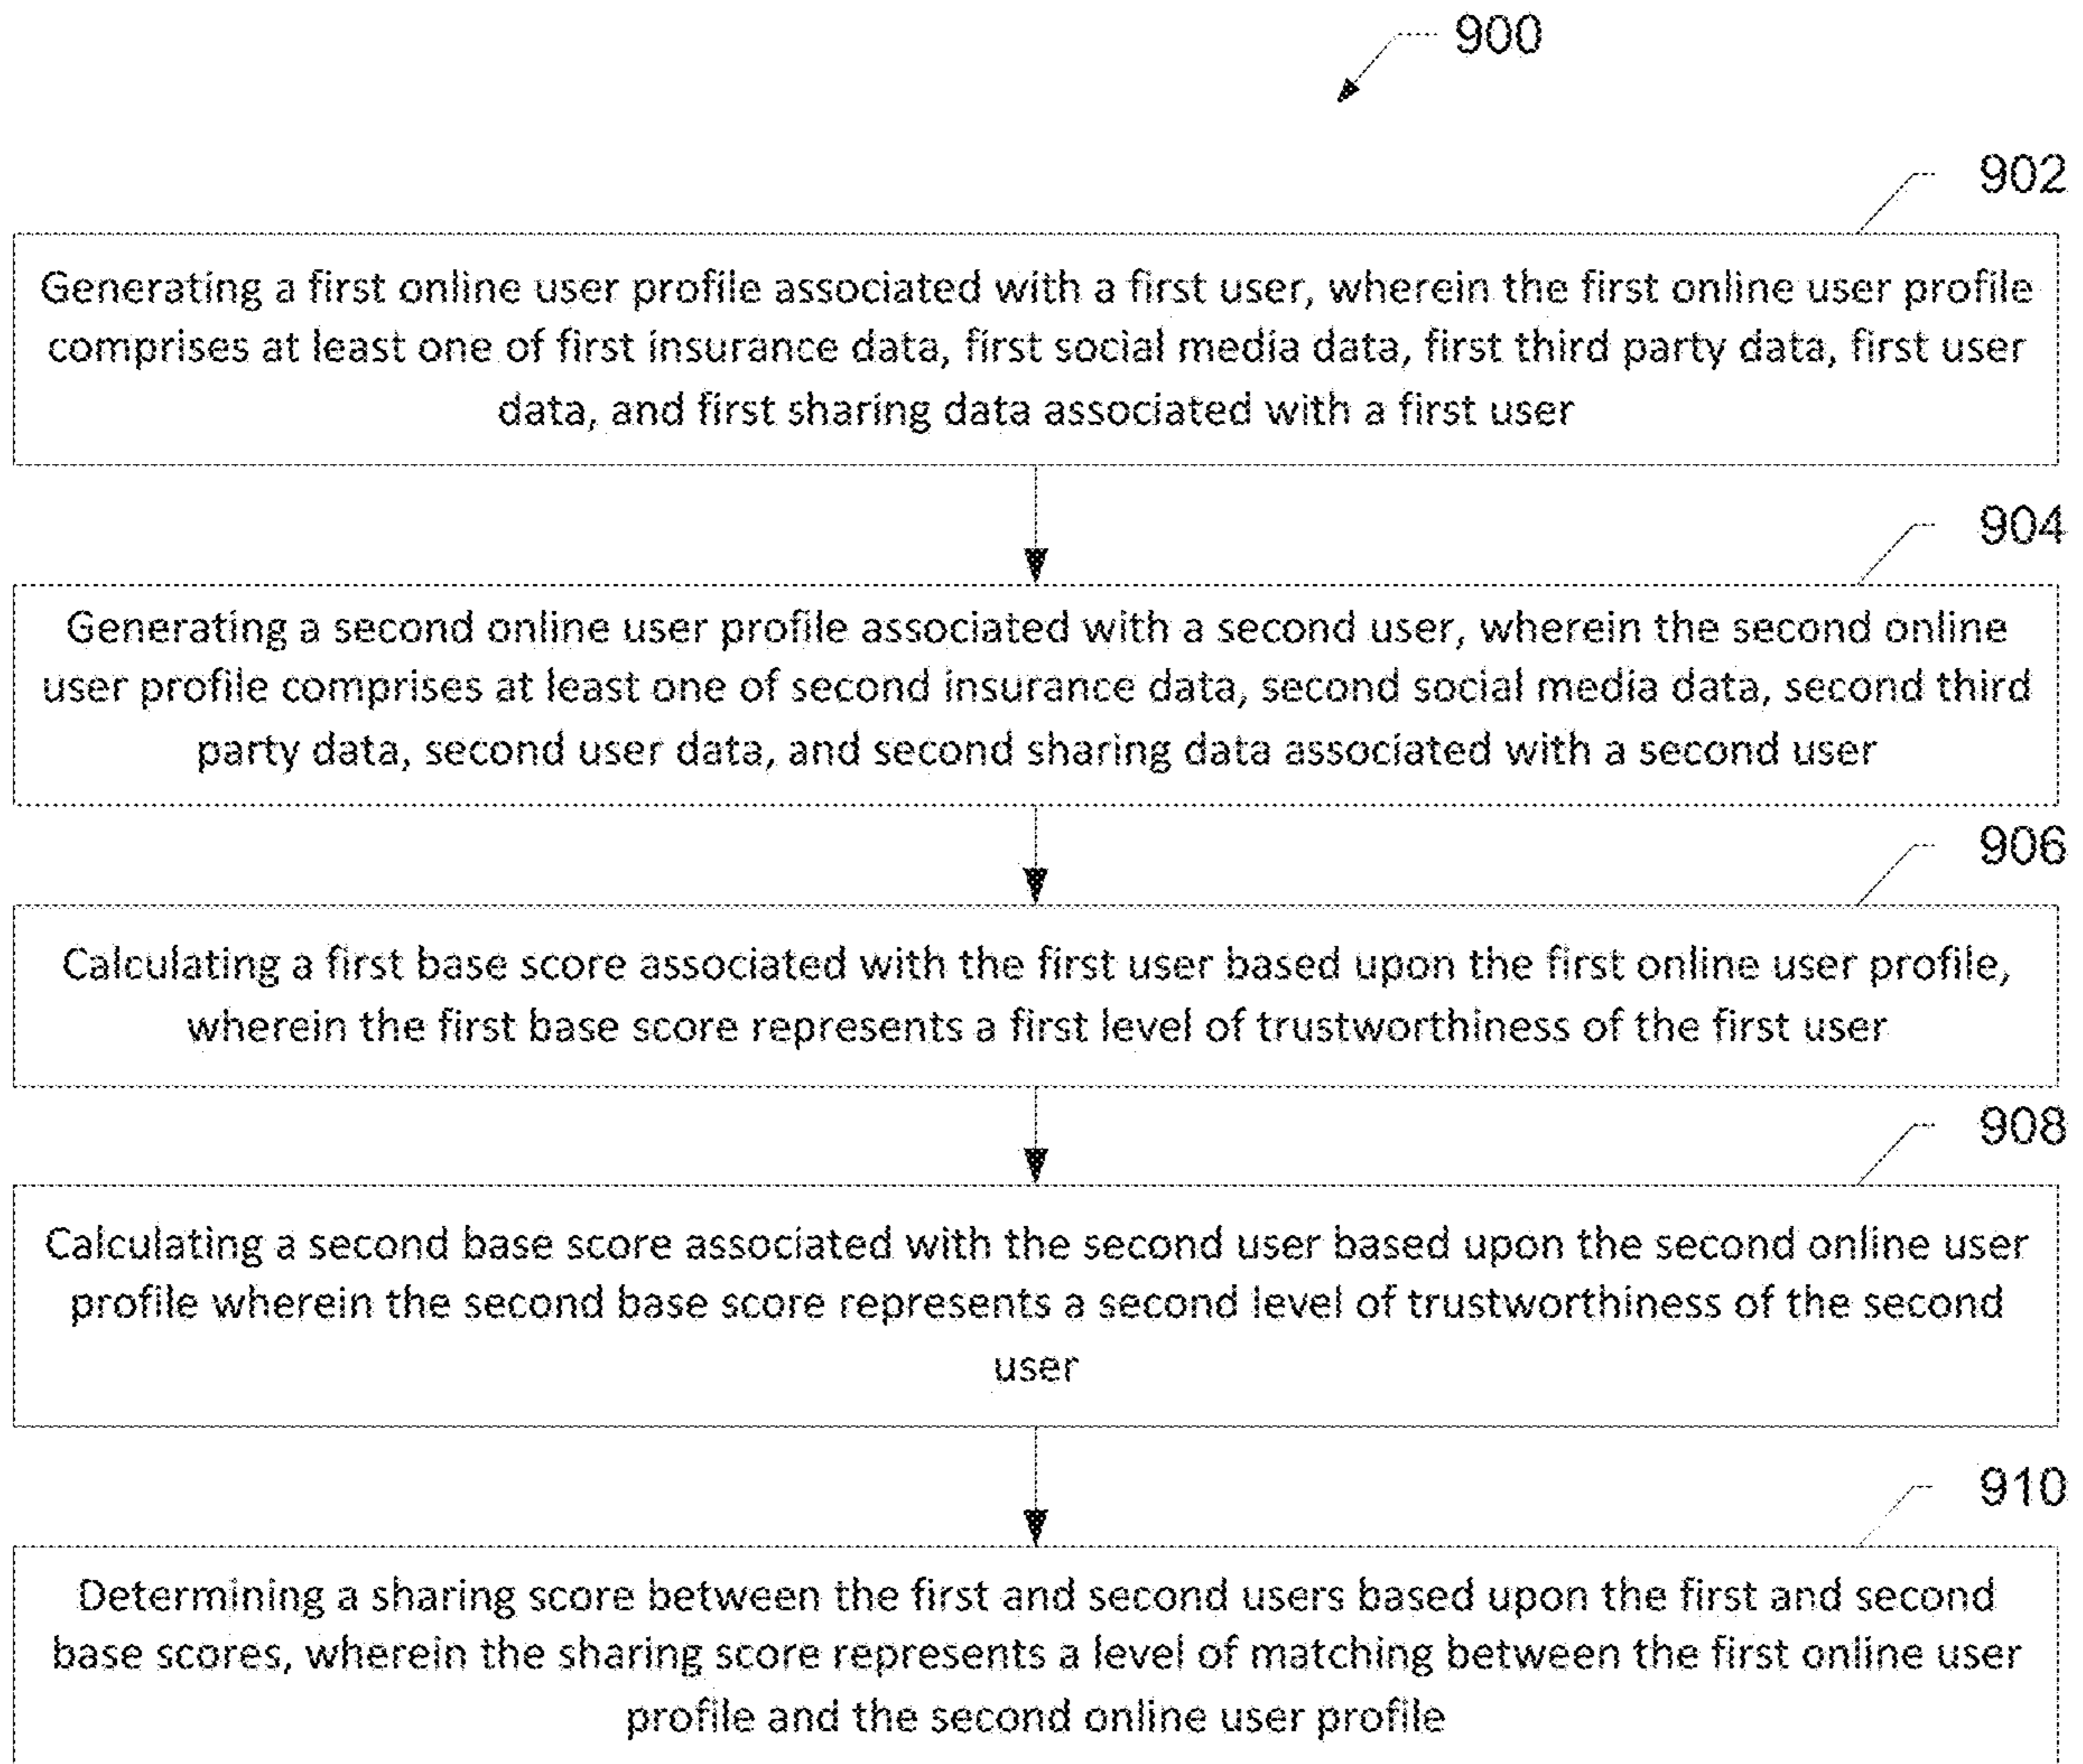 900
902
Generating a first online user profile associated with a first user, wherein the first online user profile
comprises at least one of first insurance data, first social media data, first third party data, first user
data, and first sharing data associated with a first user
904
Generating a second online user profile associated with a second user, wherein the second online
user profile comprises at least one of second insurance data, second social media data, second third
party data, second user data, and second sharing data associated with a second user
906
Calculating a first base score associated with the first user based upon the first online user profile,
wherein the first base score represents a first level of trustworthiness of the first user
908
Calculating a second base score associated with the second user based upon the second online user
profile wherein the second base score represents a second level of trustworthiness of the second
user
910
Determining a sharing score between the first and second users based upon the first and second
base scores, wherein the sharing score represents a level of matching between the first online user
profile and the second online user profile